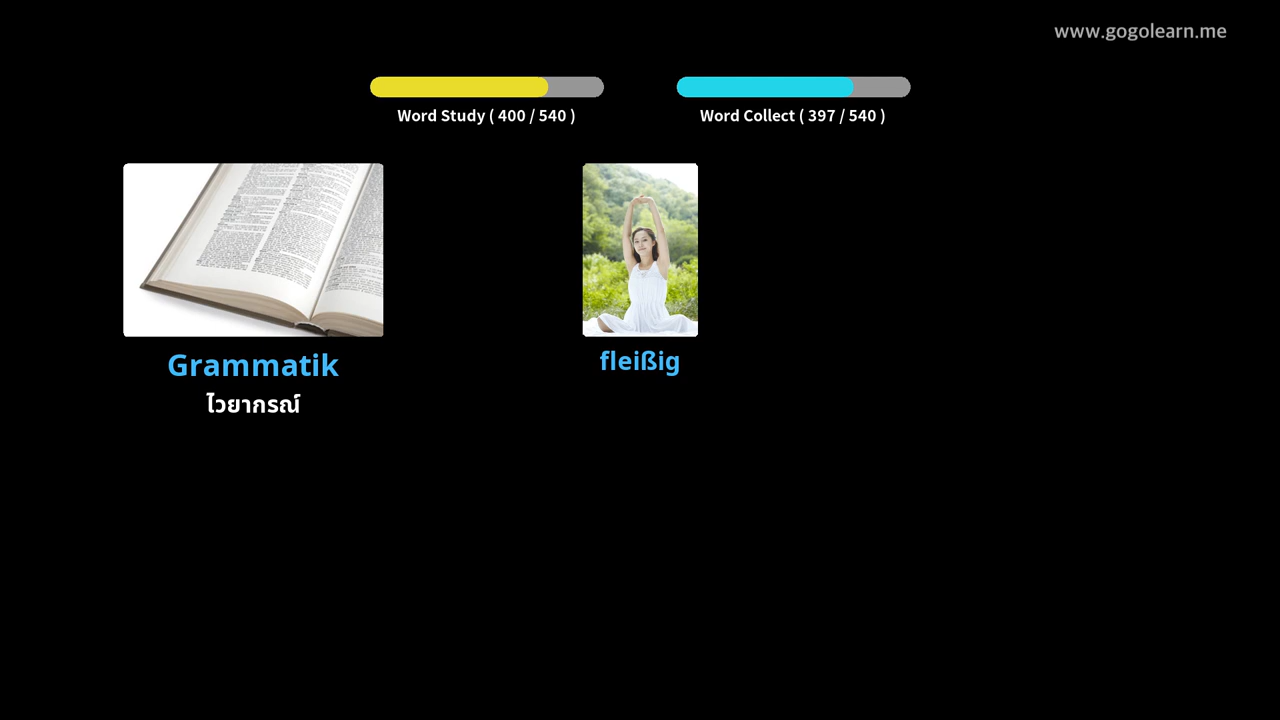 www.gogolearn.me
Word Study ( 400 / 540 )
Word Collect ( 397 / 540 )
Grammatik
ไวยากรณ์
fleißig